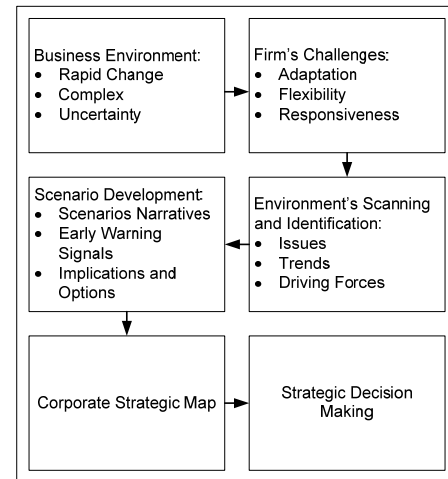 Business Environment:
• Rapid Change
• Complex
• Uncertainty
Firm's Challenges:
• Adaptation
• Flexibility
• Responsiveness
Environment's Scanning
and Identification:
• Issues
• Trends
• Driving Forces
Scenario Development:
• Scenarios Narratives
• Early Warning
Signals
• Implications and
Options
Corporate Strategic Map
Strategic Decision
Making